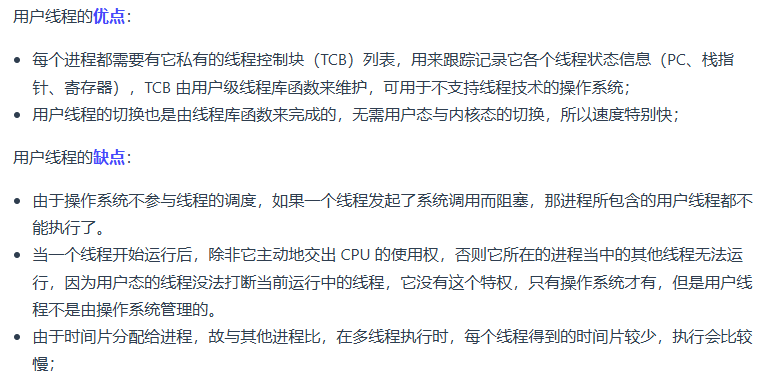 用户线程的优点：
每个进程都需要有它私有的线程控制块（TCB）列表，用来跟踪记录它各个线程状态信息（PC、栈指
针、寄存器），TCB 由用户级线程库函数来维护，可用于不支持线程技术的操作系统；
用户线程的切换也是由线程库函数来完成的，无需用户态与内核态的切换，所以速度特别快；
用户线程的缺点：
由于操作系统不参与线程的调度，如果一个线程发起了系统调用而阻塞，那进程所包含的用户线程都不
能执行了。
当一个线程开始运行后，除非它主动地交出 CPU 的使用权，否则它所在的进程当中的其他线程无法运
行，因为用户态的线程没法打断当前运行中的线程，它没有这个特权，只有操作系统才有，但是用户线
程不是由操作系统管理的。
由于时间片分配给进程，故与其他进程比，在多线程执行时，每个线程得到的时间片较少，执行会比较
慢；